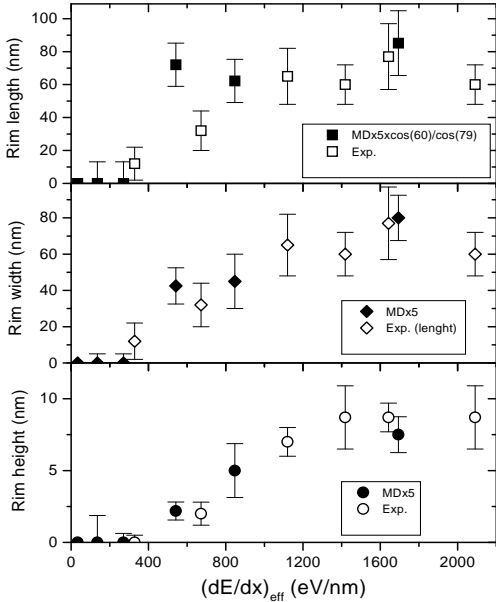 100
80
60
40
20
0
Rim length (nm)
MDx5xcos(60)/cos(79)
Exp.
80
60
40
20
0
Rim width (nm)
MDx5
Exp. (lenght)
10
5
0
Rim height (nm)
MDx5
Exp.
0 400 800 1200 1600 2000
(dE/dx)eff (eV/nm)